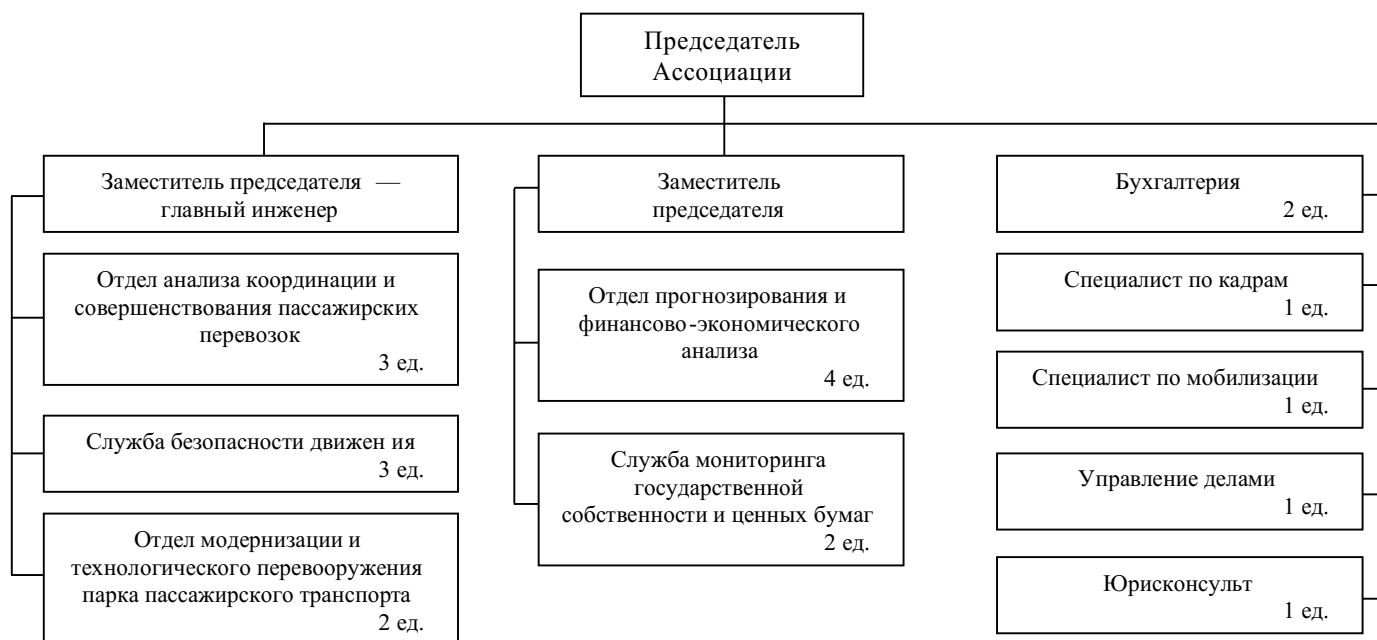 Председатель
Ассоциации
Заместитель председателя —
главный инженер
Отдел анализа координации и
совершенствования пассажирских
перевозок
3 ед.
Служба безопасности движен ия
3 ед.
Отдел модернизации и
технологического перевооружения
парка пассажирского транспорта
2 ед.
Заместитель
председателя
Отдел прогнозирования и
финансово-экономического
анализа
4 ед.
Служба мониторинга
государственной
собственности и ценных бумаг
2 ед.
Бухгалтерия
2 ед.
Специалист по кадрам
1 ед.
Специалист по мобилизации
1 ед.
Управление делами
1 ед.
Юрисконсульт
1 ед.